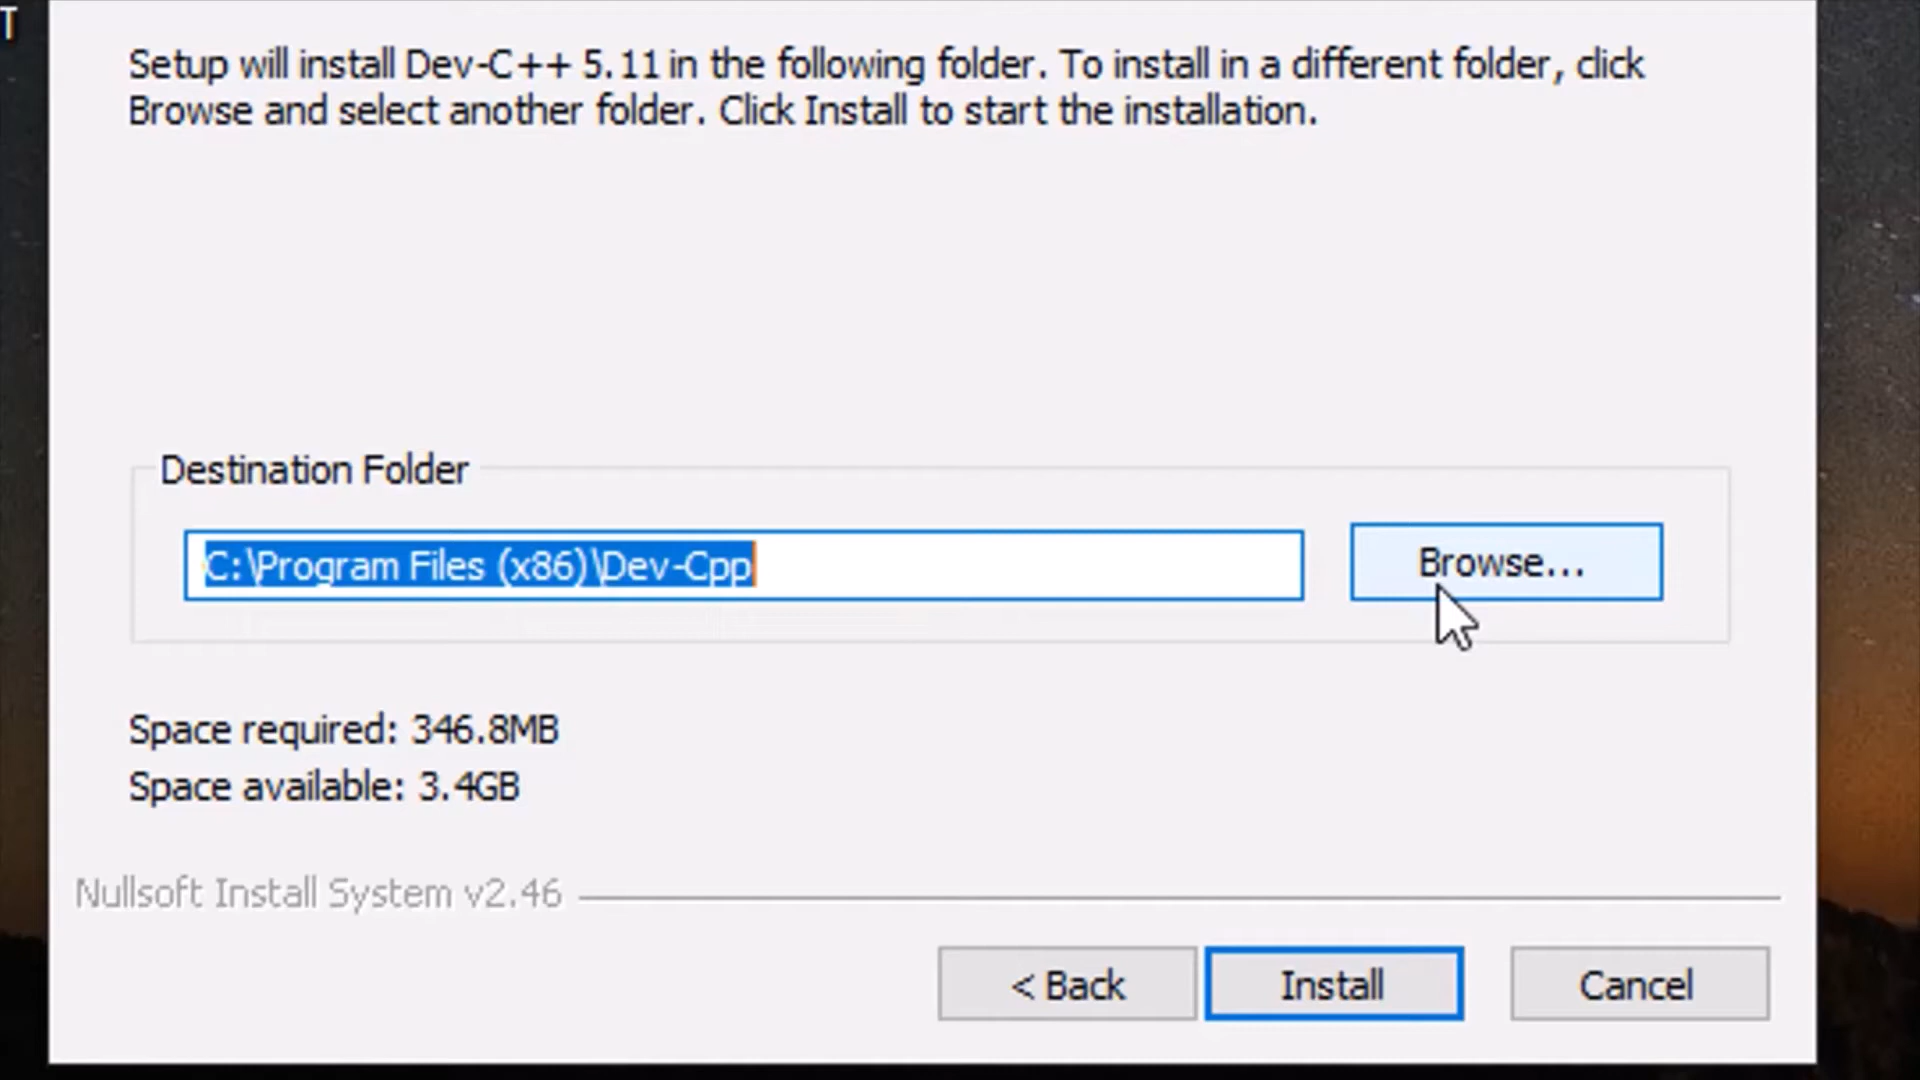 T
Setup will install Dev-C++ 5.11 in the following folder. To install in a different folder, click
Browse and select another folder. Click Install to start the installation.
Destination Folder
C:\Program Files (x86)\Dev-Cpp
Browse...
Space required: 346.8MB
Space available: 3.4GB
Nullsoft Install System v2.46
< Back
Install
Cancel